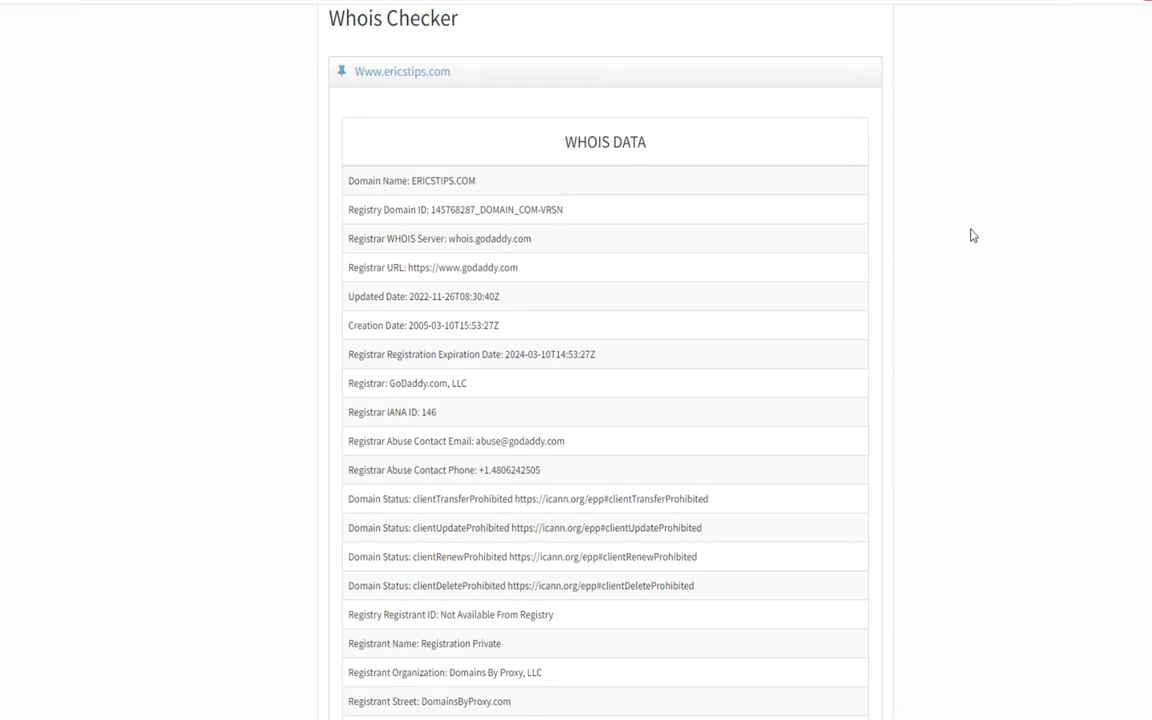 Whois Checker
Www.ericstips.com
WHOIS DATA
Domain Name: ERICSTIPS.COM
Registry Domain ID: 145768287_DOMAIN_COM-VRSN
Registrar WHOIS Server: whois.godaddy.com
Registrar URL: https://www.godaddy.com
Updated Date: 2022-11-26T08:30:40Z
Creation Date: 2005-03-10T15:53:27Z
Registrar Registration Expiration Date: 2024-03-10T14:53:27Z
Registrar: GoDaddy.com, LLC
Registrar IANA ID: 146
Registrar Abuse Contact Email: abuse@godaddy.com
Registrar Abuse Contact Phone: +1.4806242505
Domain Status: clientTransferProhibited https://icann.org/epp#clientTransferProhibited
Domain Status: clientUpdateProhibited https://icann.org/epp#clientUpdateProhibited
Domain Status: clientRenewProhibited https://icann.org/epp#clientRenewProhibited
Domain Status: clientDeleteProhibited https://icann.org/epp#clientDeleteProhibited
Registry Registrant ID: Not Available From Registry
Registrant Name: Registration Private
Registrant Organization: Domains By Proxy, LLC
Registrant Street: DomainsByProxy.com